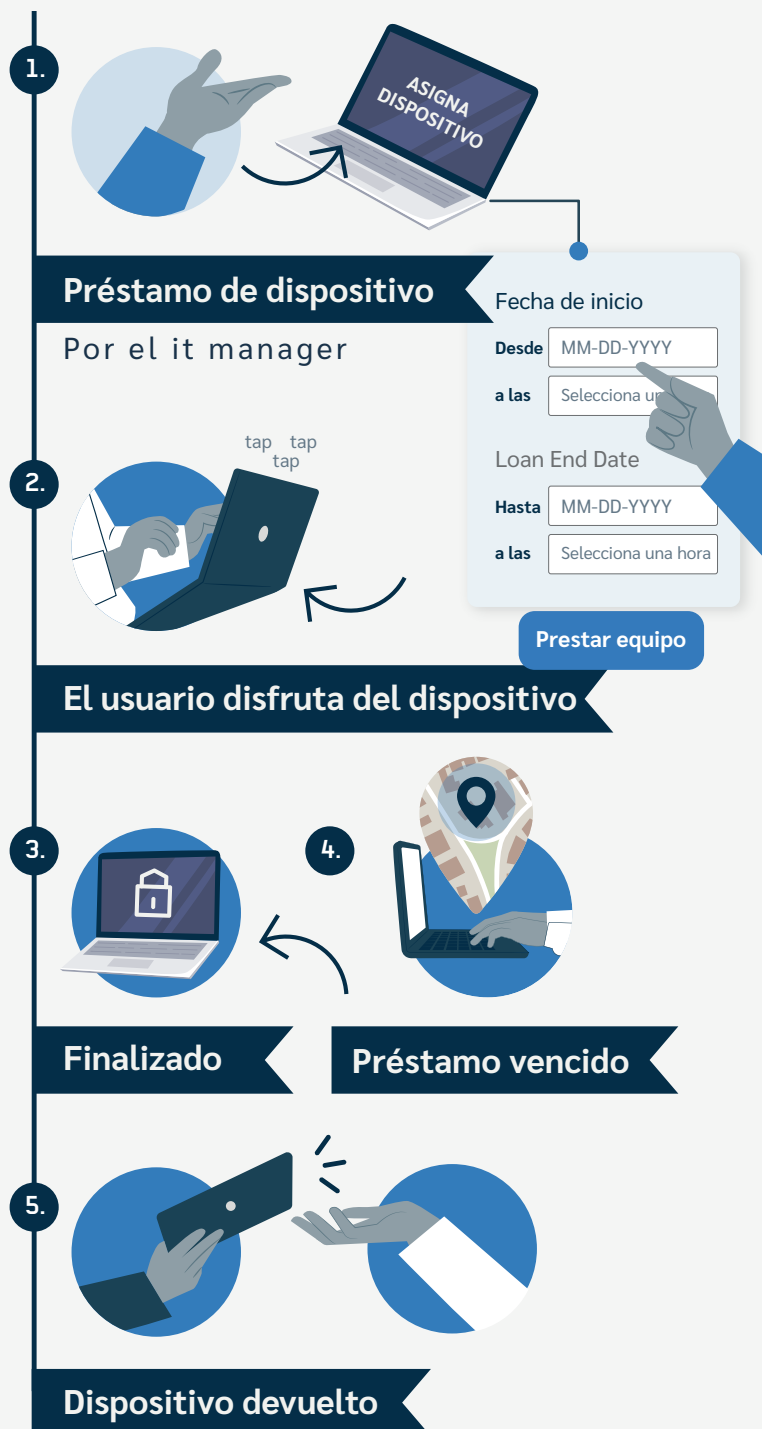 1.
ASIGNA
DISPOSITIVO
Préstamo de dispositivo
Por el it manager
Fecha de inicio
Desde MM-DD-YYYY
a las Selecciona
Loan End Date
Hasta MM-DD-YYYY
a las Selecciona una hora
Prestar equipo
2.
tap tap
tap
El usuario disfruta del dispositivo
3.
4.
Finalizado
Préstamo vencido
5.
Dispositivo devuelto